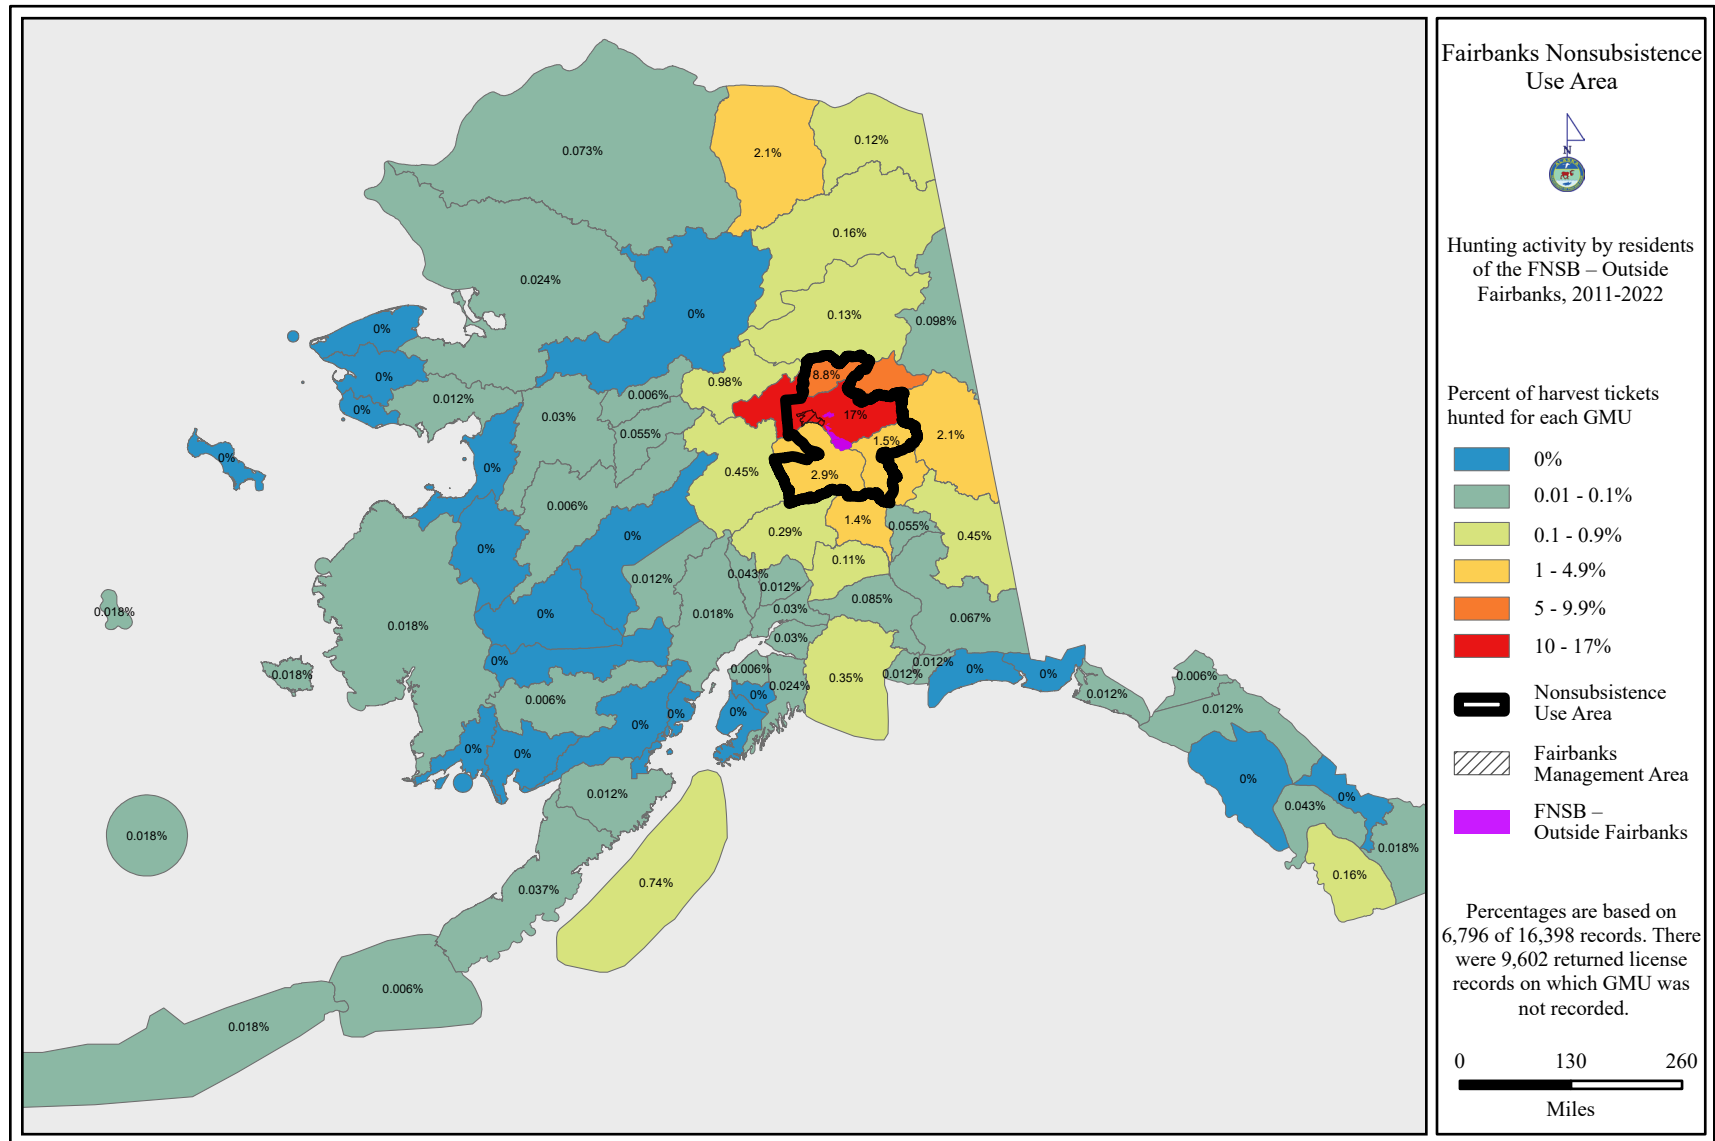 Fairbanks Nonsubsistence
Use Area
N
Hunting activity by residents
of the FNSB – Outside
Fairbanks, 2011-2022
Percent of harvest tickets
hunted for each GMU
0%
0.01 - 0.1%
0.1 - 0.9%
1 - 4.9%
5 - 9.9%
10 - 17%
Nonsubsistence
Use Area
Fairbanks
Management Area
FNSB –
Outside Fairbanks
Percentages are based on
6,796 of 16,398 records. There
were 9,602 returned license
records on which GMU was
not recorded.
0 130 260
Miles
0.073%
2.1%
0.12%
0.16%
0.024%
0%
0.13%
0.098%
0%
0%
0%
0.012%
0.03%
0.006%
0.98%
8.8%
17%
1.5%
2.1%
0.055%
0%
0%
0.45%
2.9%
0.006%
0%
0%
0.29%
1.4%
0.055%
0.45%
0.11%
0.012%
0.043%
0.012%
0.085%
0.018%
0.018%
0%
0.018%
0.03%
0.03%
0.067%
0%
0.018%
0.006%
0.006%
0.024%
0%
0%
0%
0%
0.35%
0.012%
0.012%
0%
0%
0.012%
0.006%
0.012%
0%
0%
0.012%
0%
0.043%
0%
0.018%
0.16%
0.018%
0.037%
0.74%
0.006%
0.018%